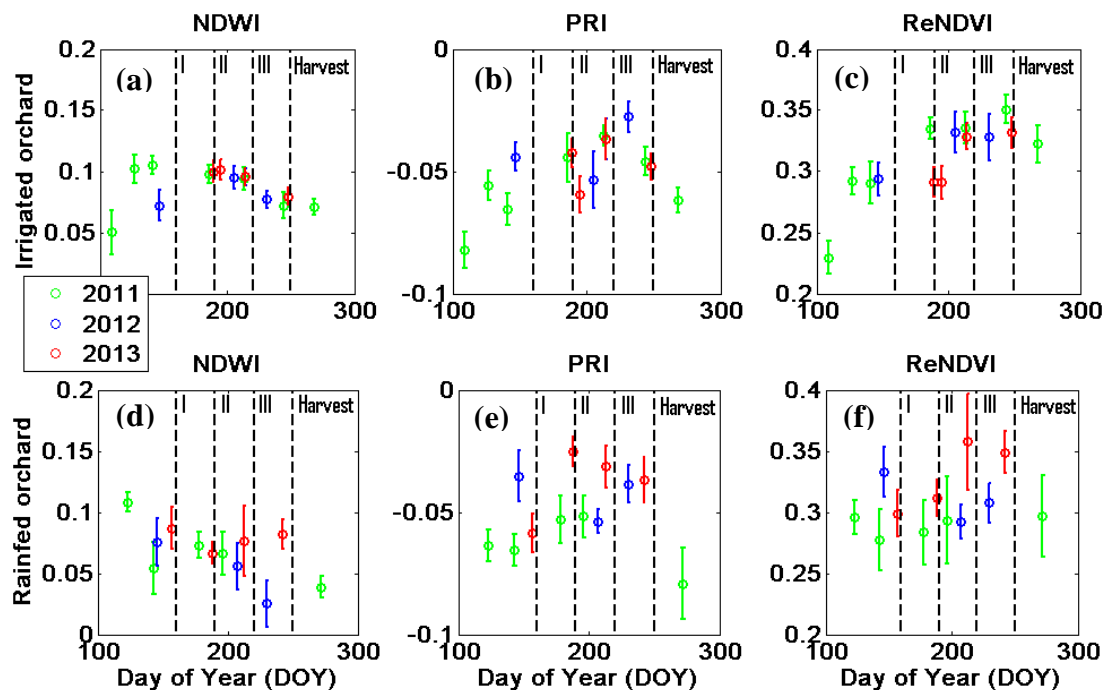 NDWI PRI ReNDVI
Irrigated orchard
0.2 0 0.4
(a) I II III Harvest (b) I II III Harvest (c) I II III Harvest
0.15 0.35
0.1 -0.05 0.3
0.05 0.25
-0.1 0.2
200 300 100 200 300 100 200 300
2011
2012
2013
NDWI PRI ReNDVI
Rainfed orchard
0.2 0 0.4
(d) I II III Harvest (e) I II III Harvest (f) I II III Harvest
0.15 0.35
0.1 -0.05 0.3
0.05 0.25
0 -0.1 0.2
100 200 300 100 200 300 100 200 300
Day of Year (DOY) Day of Year (DOY) Day of Year (DOY)